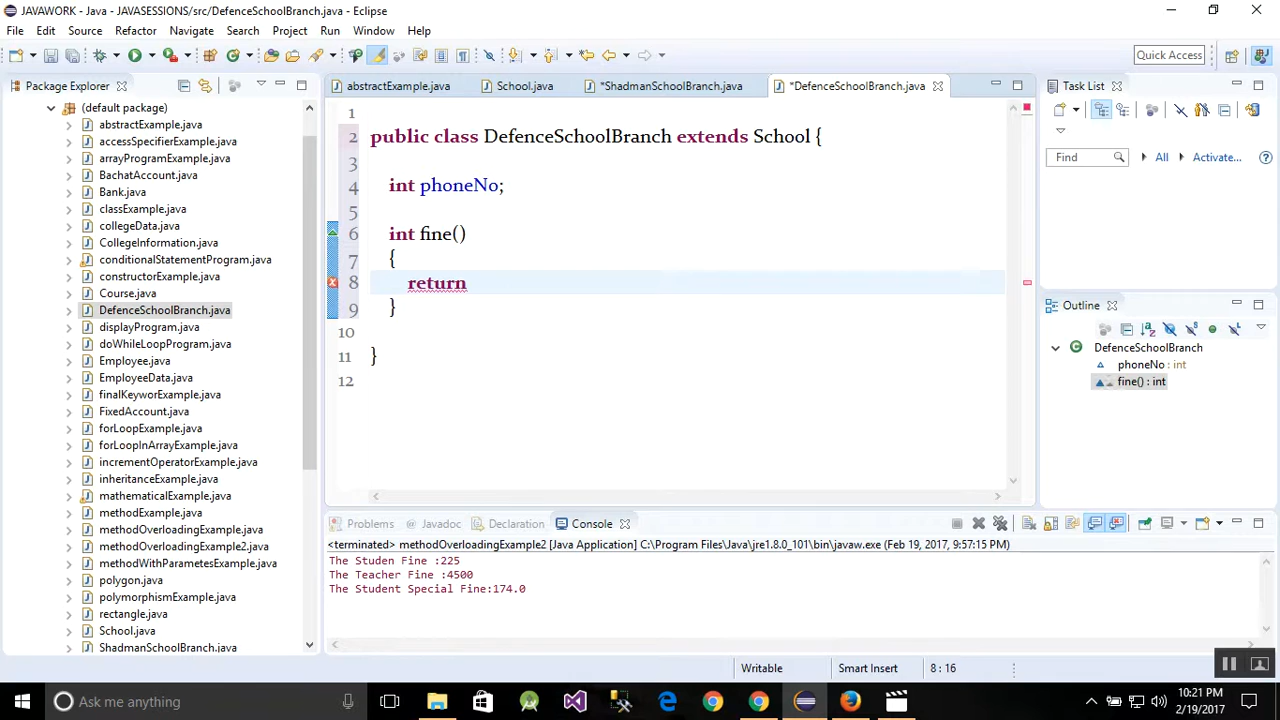 JAVAWORK - Java - JAVASESSIONS/src/DefenceSchoolBranch.java - Eclipse
File Edit Source Refactor Navigate Search Project Run Window Help
Quick Access
Package Explorer
abstractExample.java School.java *ShadmanSchoolBranch.java *DefenceSchoolBranch.java
Task List
(default package)
abstractExample.java
accessSpecifierExample.java
arrayProgramExample.java
BachatAccount.java
Bank.java
classExample.java
collegeData.java
CollegeInformation.java
conditionalStatementProgram.java
constructorExample.java
Course.java
DefenceSchoolBranch.java
displayProgram.java
doWhileLoopProgram.java
Employee.java
EmployeeData.java
finalKeyworExample.java
FixedAccount.java
forLoopExample.java
forLoopInArrayExample.java
incrementOperatorExample.java
inheritanceExample.java
mathematicalExample.java
methodExample.java
methodOverloadingExample.java
methodOverloadingExample2.java
methodWithParametesExample.java
polygon.java
polymorphismExample.java
rectangle.java
School.java
ShadmanSchoolBranch.java
1
2 public class DefenceSchoolBranch extends School {
3
4 int phoneNo;
5
6 int fine()
7 {
8 return
9 }
10
11 }
12
Find All Activate...
Outline
DefenceSchoolBranch
phoneNo : int
fine() : int
Problems Javadoc Declaration Console
<terminated> methodOverloadingExample2 [Java Application] C:\Program Files\Java\jre1.8.0_101\bin\javaw.exe (Feb 19, 2017, 9:57:15 PM)
The Studen Fine :225
The Teacher Fine :4500
The Student Special Fine:174.0
Writable Smart Insert 8 : 16
Ask me anything
10:21 PM
2/19/2017